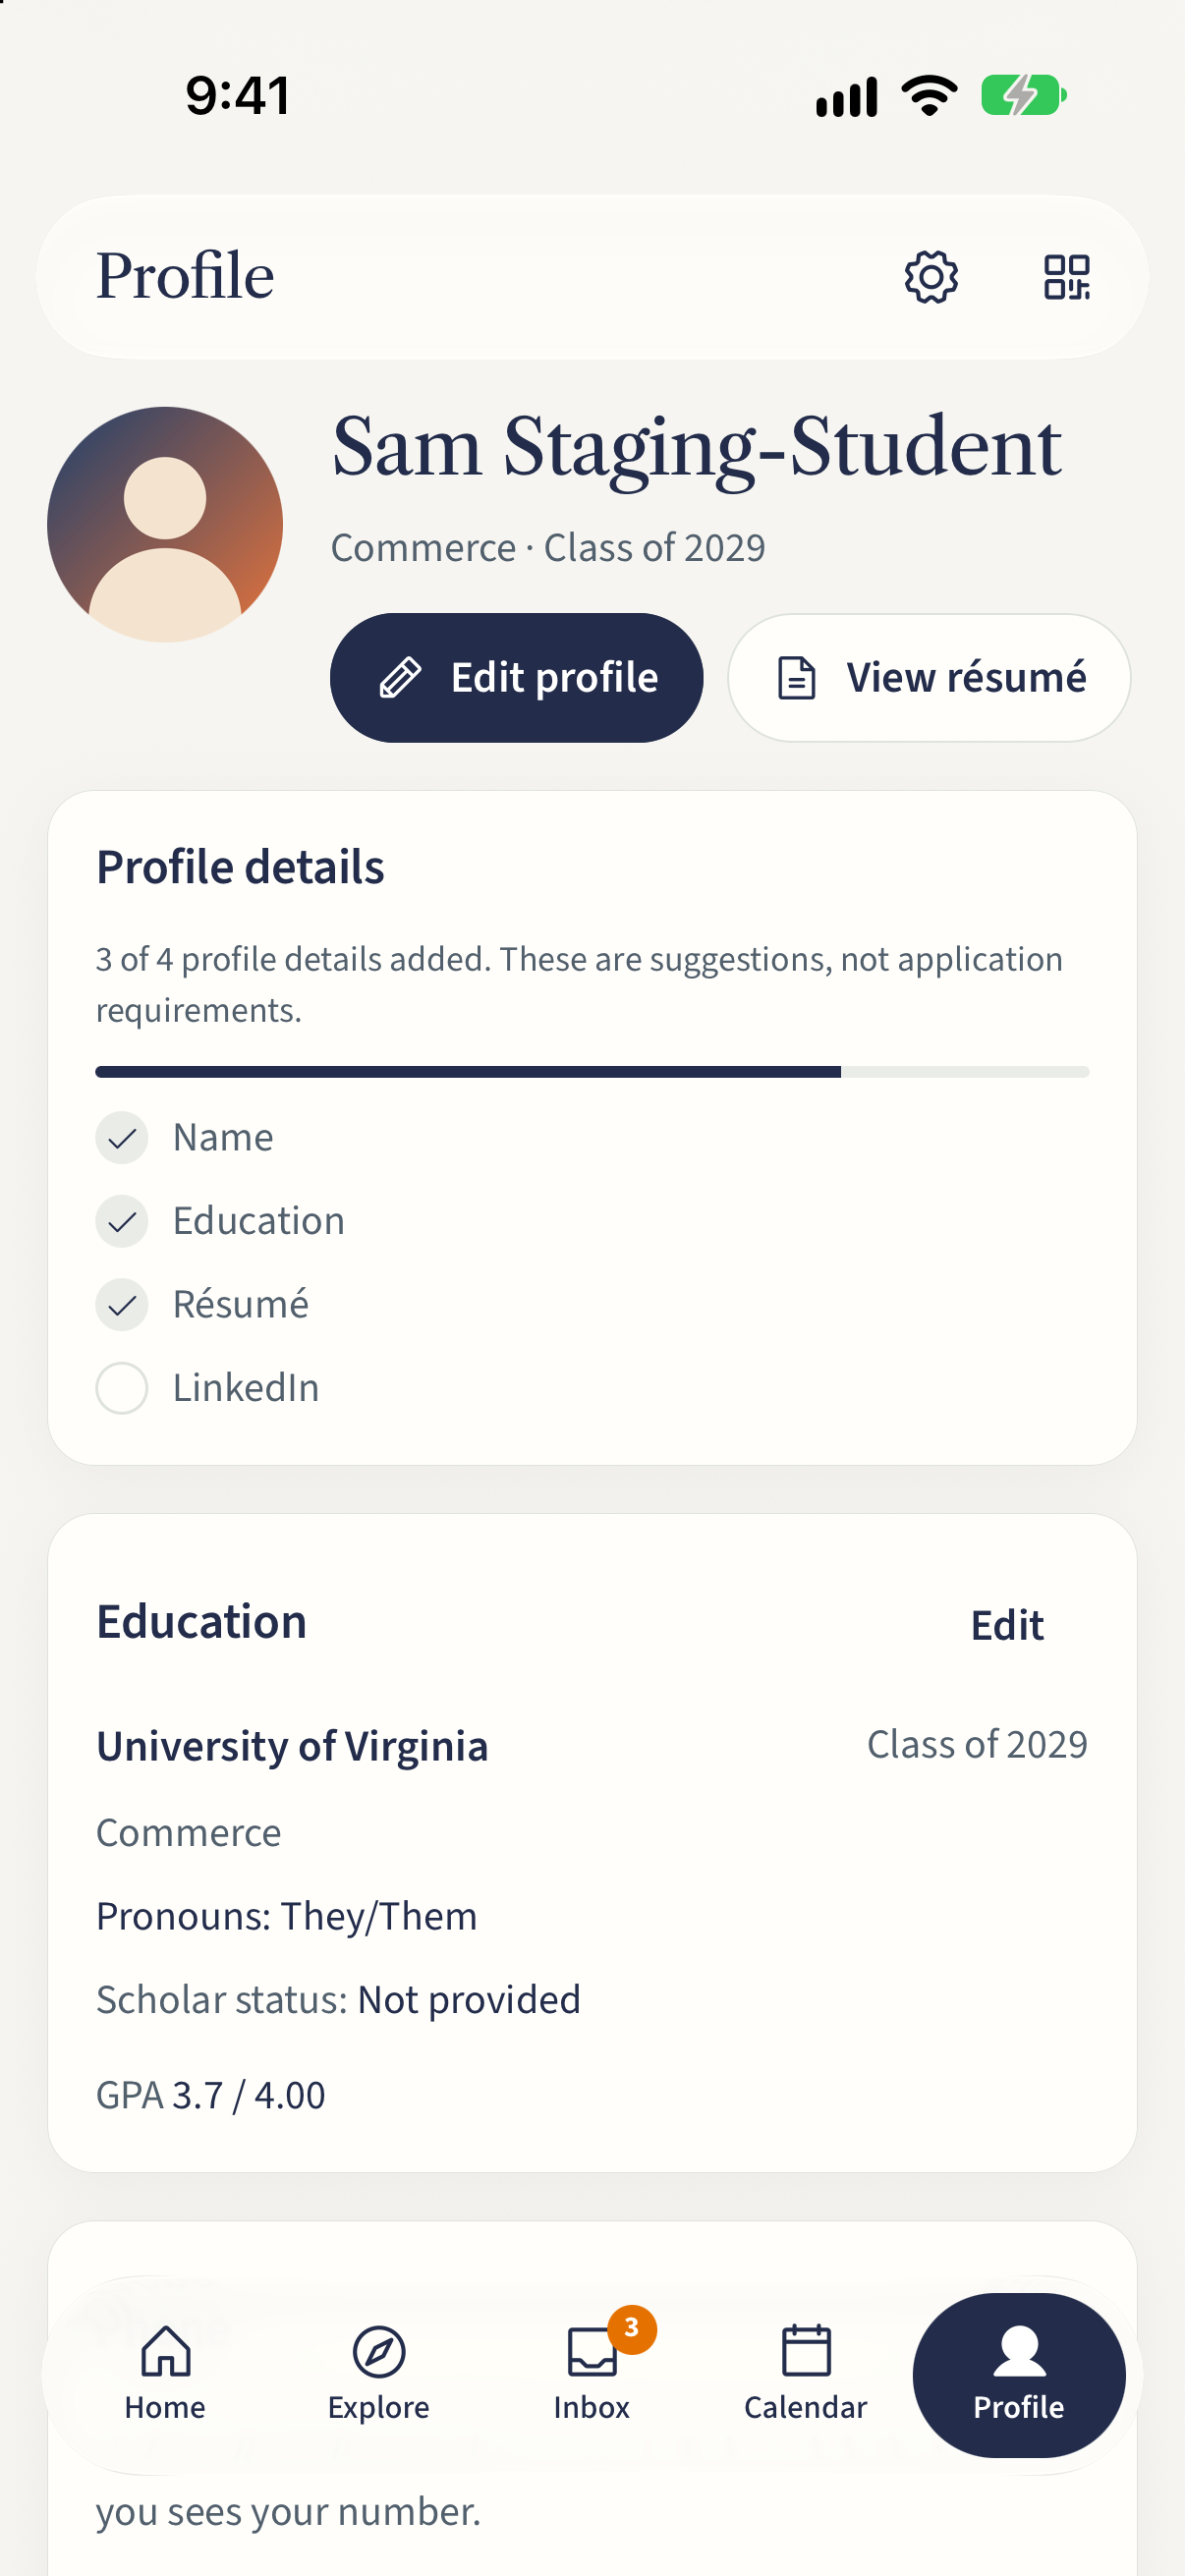 9:41
Profile
Sam Staging-Student
Commerce · Class of 2029
Edit profile
View résumé
Profile details
3 of 4 profile details added. These are suggestions, not application
requirements.
Name
Education
Résumé
LinkedIn
Education
Edit
University of Virginia
Class of 2029
Commerce
Pronouns: They/Them
Scholar status: Not provided
GPA 3.7 / 4.00
3
Home
Explore
Inbox
Calendar
Profile
you sees your number.